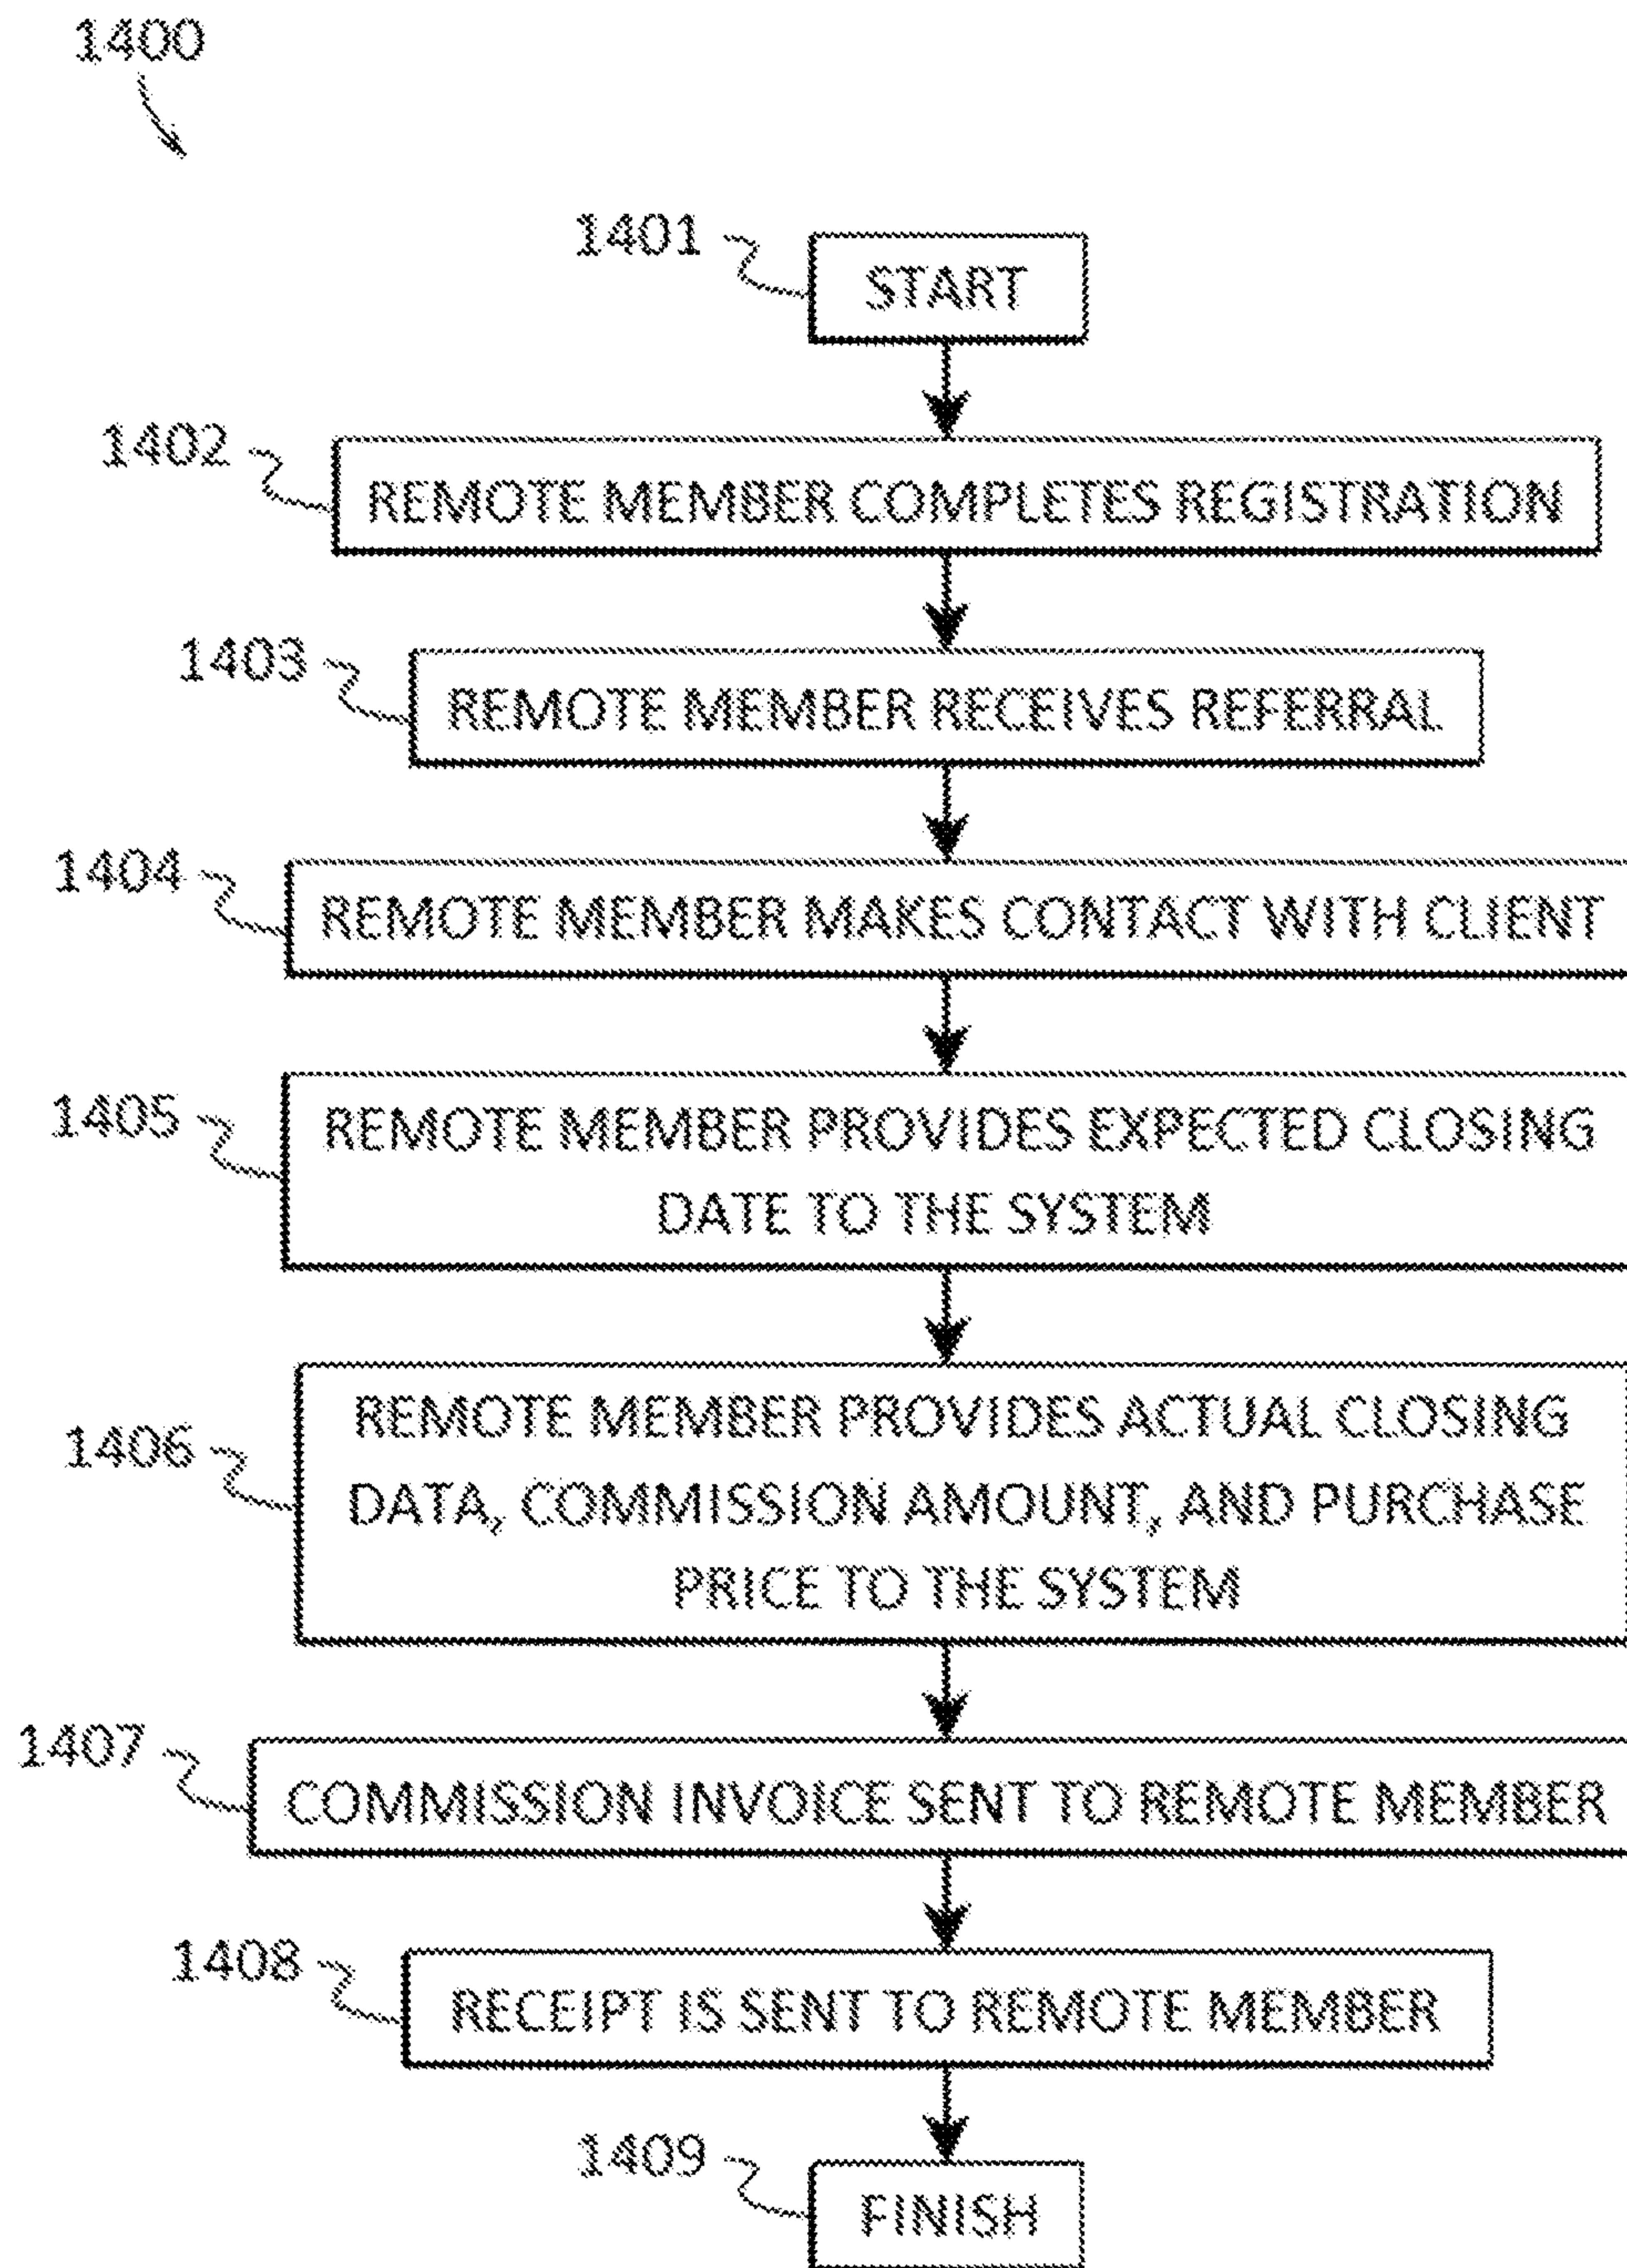 1400
1401
START
1402
REMOTE MEMBER COMPLETES REGISTRATION
1403
REMOTE MEMBER RECEIVES REFERRAL
1404
REMOTE MEMBER MAKES CONTACT WITH CLIENT
1405
REMOTE MEMBER PROVIDES EXPECTED CLOSING
DATE TO THE SYSTEM
1406
REMOTE MEMBER PROVIDES ACTUAL CLOSING
DATA, COMMISSION AMOUNT, AND PURCHASE
PRICE TO THE SYSTEM
1407
COMMISSION INVOICE SENT TO REMOTE MEMBER
1408
RECEIPT IS SENT TO REMOTE MEMBER
1409
FINISH